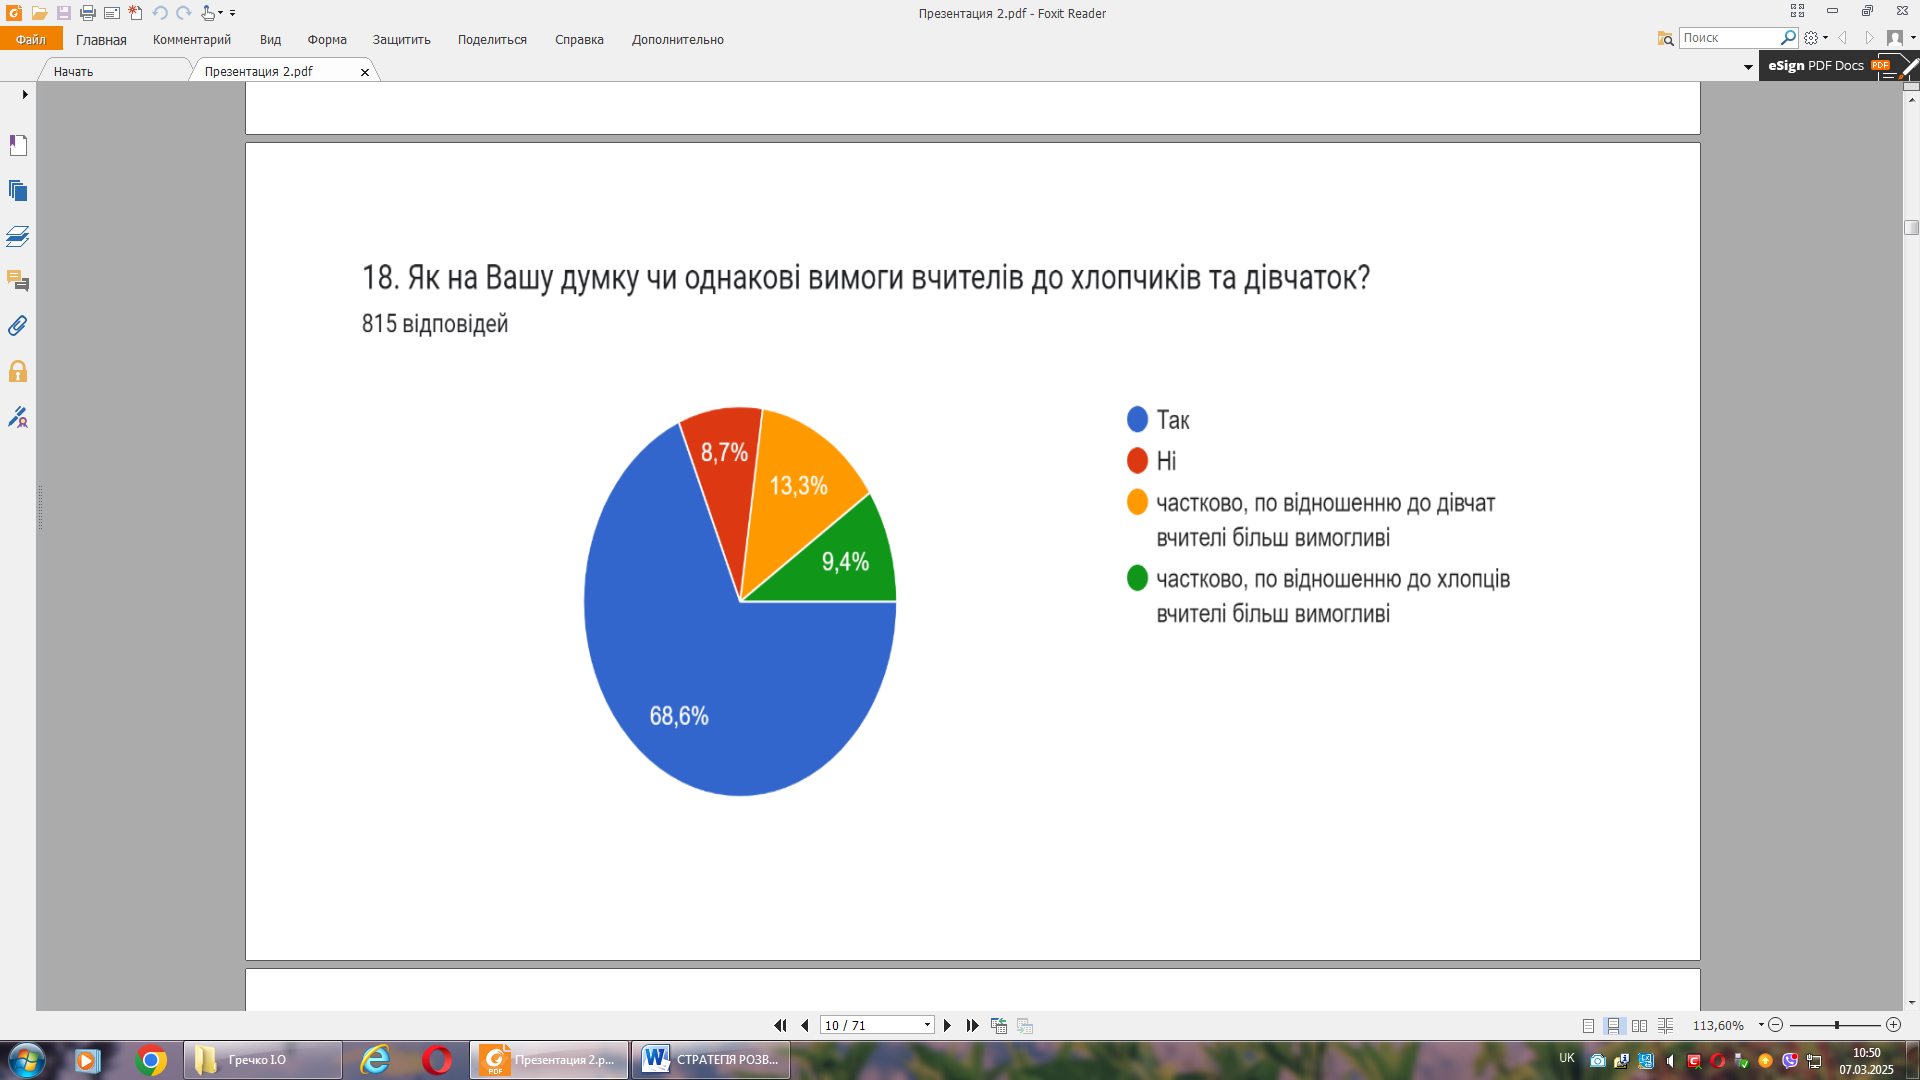 Презентация 2.pdf - Foxit Reader
Файл Главная Комментарий Вид Форма Защитить Поделиться Справка Дополнительно
Поиск
Начать
Презентация 2.pdf
eSign PDF Docs PDF
18. Як на Вашу думку чи однакові вимоги вчителів до хлопчиків та дівчаток?
815 відповідей
8,7%
13,3%
9,4%
68,6%
Так
Ні
частково, по відношенню до дівчат
вчителі більш вимогливі
частково, по відношенню до хлопців
вчителі більш вимогливі
10 / 71
113,60%
Гречко І.О
PDF
Презентация 2.p...
СТРАТЕГІЯ РОЗВ...
UK
10:50
07.03.2025